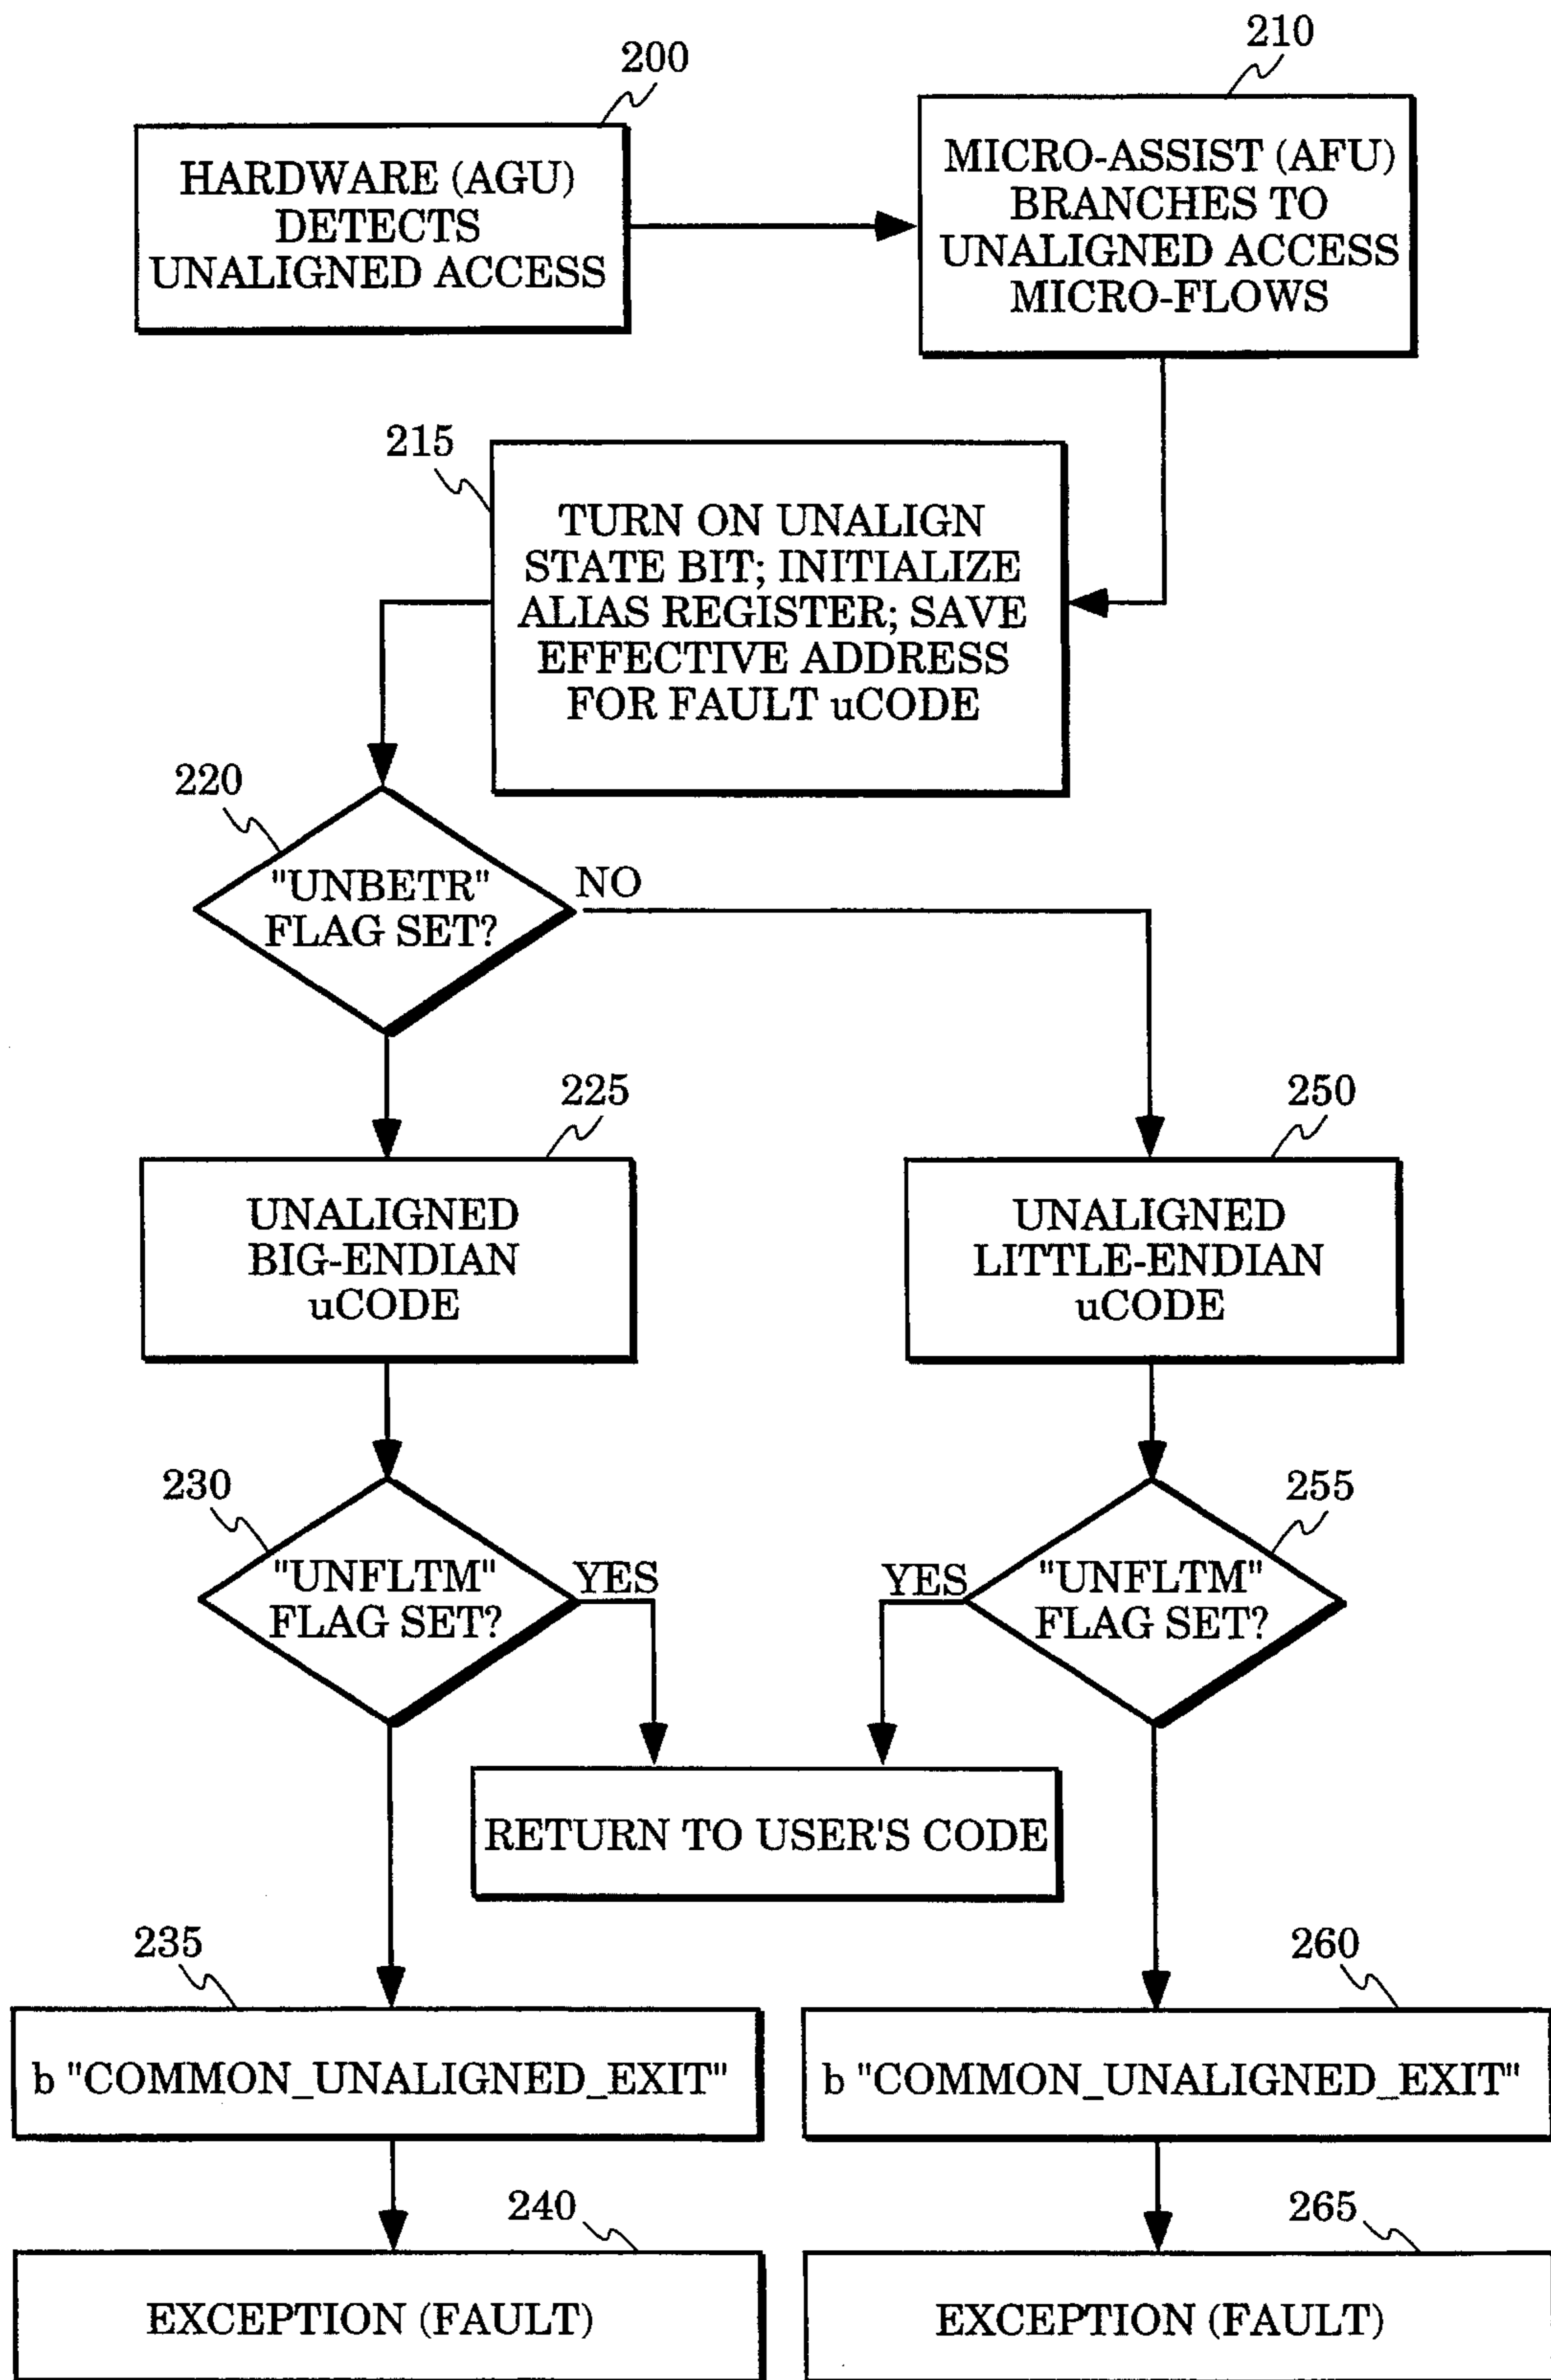 200
HARDWARE (AGU)
DETECTS
UNALIGNED ACCESS
210
MICRO-ASSIST (AFU)
BRANCHES TO
UNALIGNED ACCESS
MICRO-FLOWS
215
TURN ON UNALIGN
STATE BIT; INITIALIZE
ALIAS REGISTER; SAVE
EFFECTIVE ADDRESS
FOR FAULT uCODE
220
"UNBETR"
FLAG SET?
NO
225
UNALIGNED
BIG-ENDIAN
uCODE
250
UNALIGNED
LITTLE-ENDIAN
uCODE
230
"UNFLTM"
FLAG SET?
YES
255
"UNFLTM"
FLAG SET?
YES
RETURN TO USER'S CODE
235
b "COMMON_UNALIGNED_EXIT"
260
b "COMMON_UNALIGNED_EXIT"
240
EXCEPTION (FAULT)
265
EXCEPTION (FAULT)